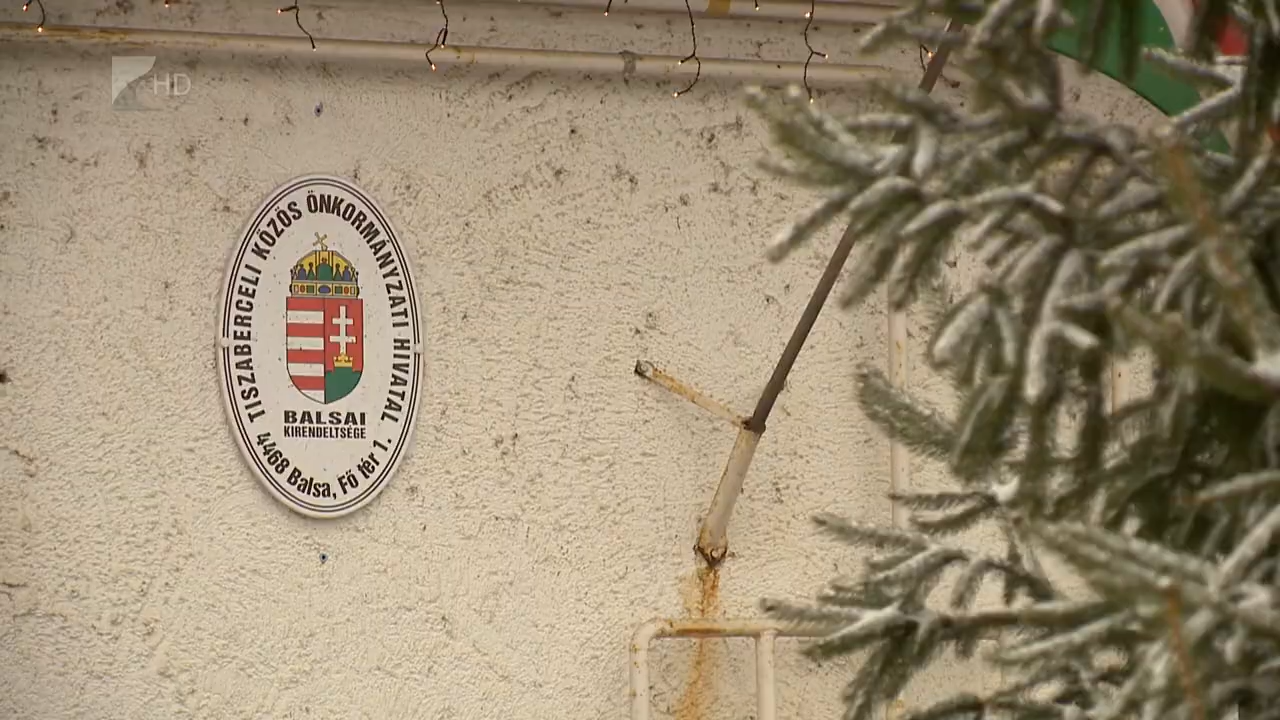 HD
TISZABERCELI KÖZÖS ÖNKORMÁNYZATI HIVATAL
BALSAI
KIRENDELTSÉGE
4468 Balsa, Fő tér 1.